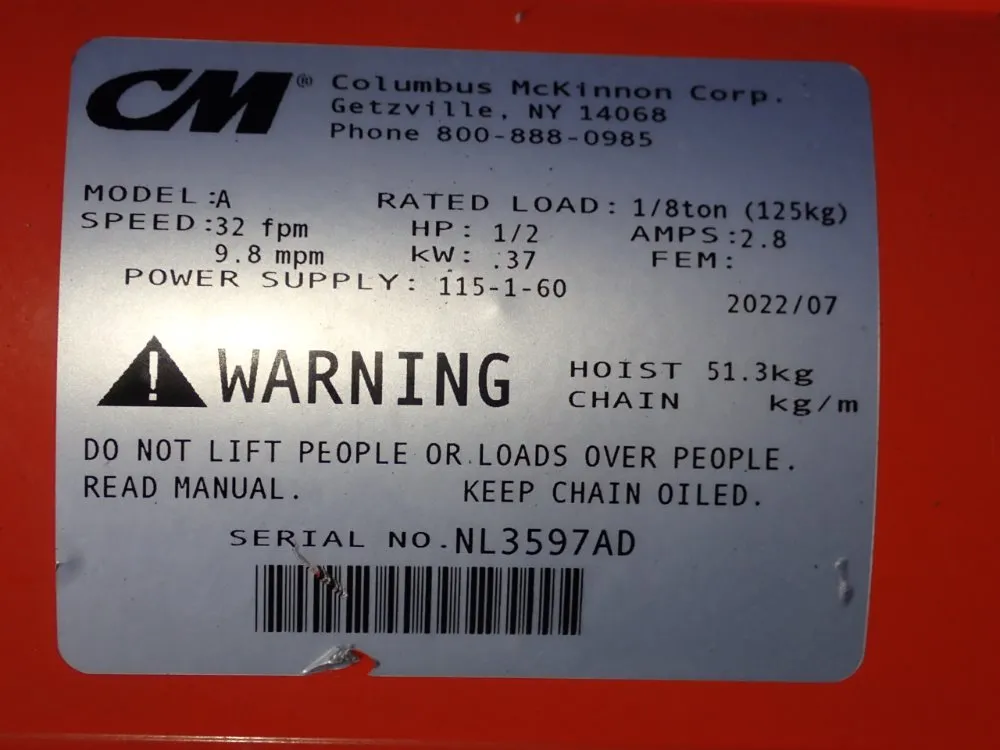 CM® Columbus McKinnon Corp.
Getzville, NY 14068
Phone 800-888-0985
MODEL:A RATED LOAD: 1/8ton (125kg)
SPEED:32 fpm HP: 1/2 AMPS:2.8
9.8 mpm kW: .37 FEM:
POWER SUPPLY: 115-1-60
2022/07
WARNING HOIST 51.3kg
CHAIN kg/m
DO NOT LIFT PEOPLE OR LOADS OVER PEOPLE.
READ MANUAL. KEEP CHAIN OILED.
SERIAL NO.NL3597AD